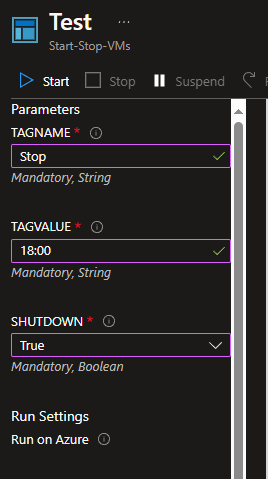 Test ...
Start-Stop-VMs
Start Stop Suspend
Parameters
TAGNAME *
Stop
Mandatory, String
TAGVALUE *
18:00
Mandatory, String
SHUTDOWN *
True
Mandatory, Boolean
Run Settings
Run on Azure